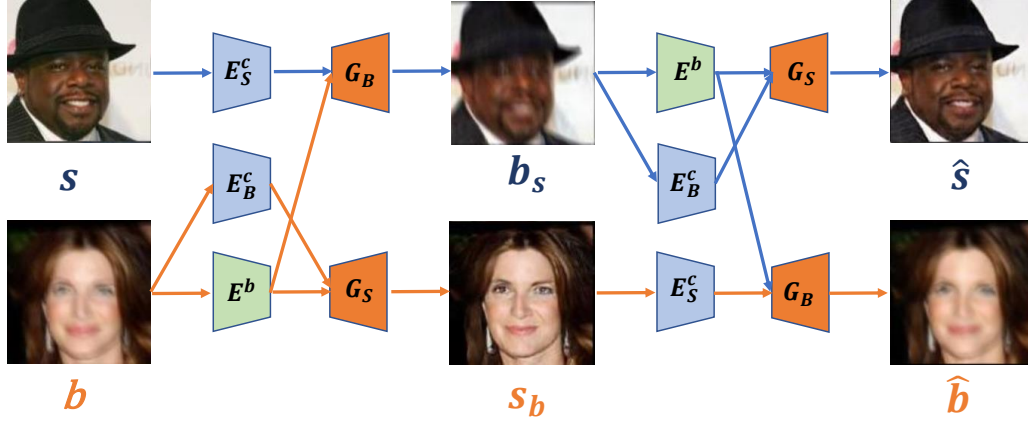 E_S^c
G_B
E^b
G_S
s
E_B^c
b_s
E_B^c
ŝ
E^b
G_S
E_S^c
G_B
b
s_b
b̂